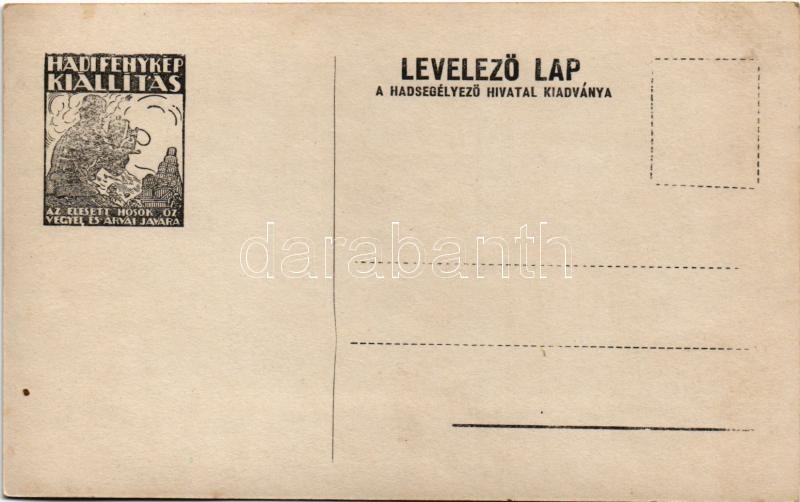 HADIFÉNYKÉP
KIÁLLÍTÁS
AZ ELESETT HŐSÖK ÖZ
VEGYEI ÉS ÁRVÁI JAVÁRA
LEVELEZŐ LAP
A HADSEGÉLYEZŐ HIVATAL KIADVÁNYA
darabanth